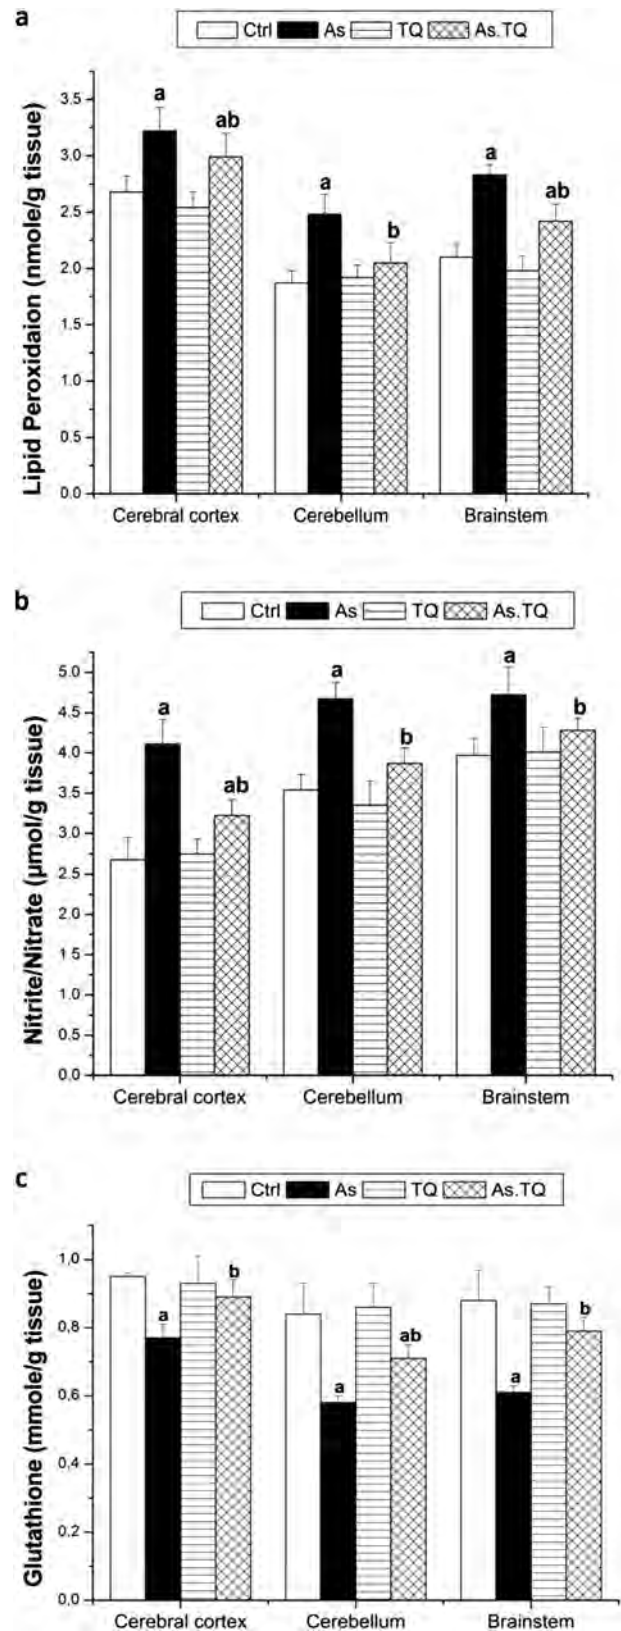 a
Ctrl As TQ As.TQ
Lipid Peroxidaion (nmole/g tissue)
3.5
3.0
2.5
2.0
1.5
1.0
0.5
0.0
a
ab
a
b
a
ab
Cerebral cortex Cerebellum Brainstem
b
Ctrl As TQ As.TQ
Nitrite/Nitrate (μmol/g tissue)
5.0
4.5
4.0
3.5
3.0
2.5
2.0
1.5
1.0
0.5
0.0
a
ab
a
b
a
b
Cerebral cortex Cerebellum Brainstem
c
Ctrl As TQ As.TQ
Glutathione (mmole/g tissue)
1,0
0,8
0,6
0,4
0,2
0,0
a
b
a
ab
a
b
Cerebral cortex Cerebellum Brainstem